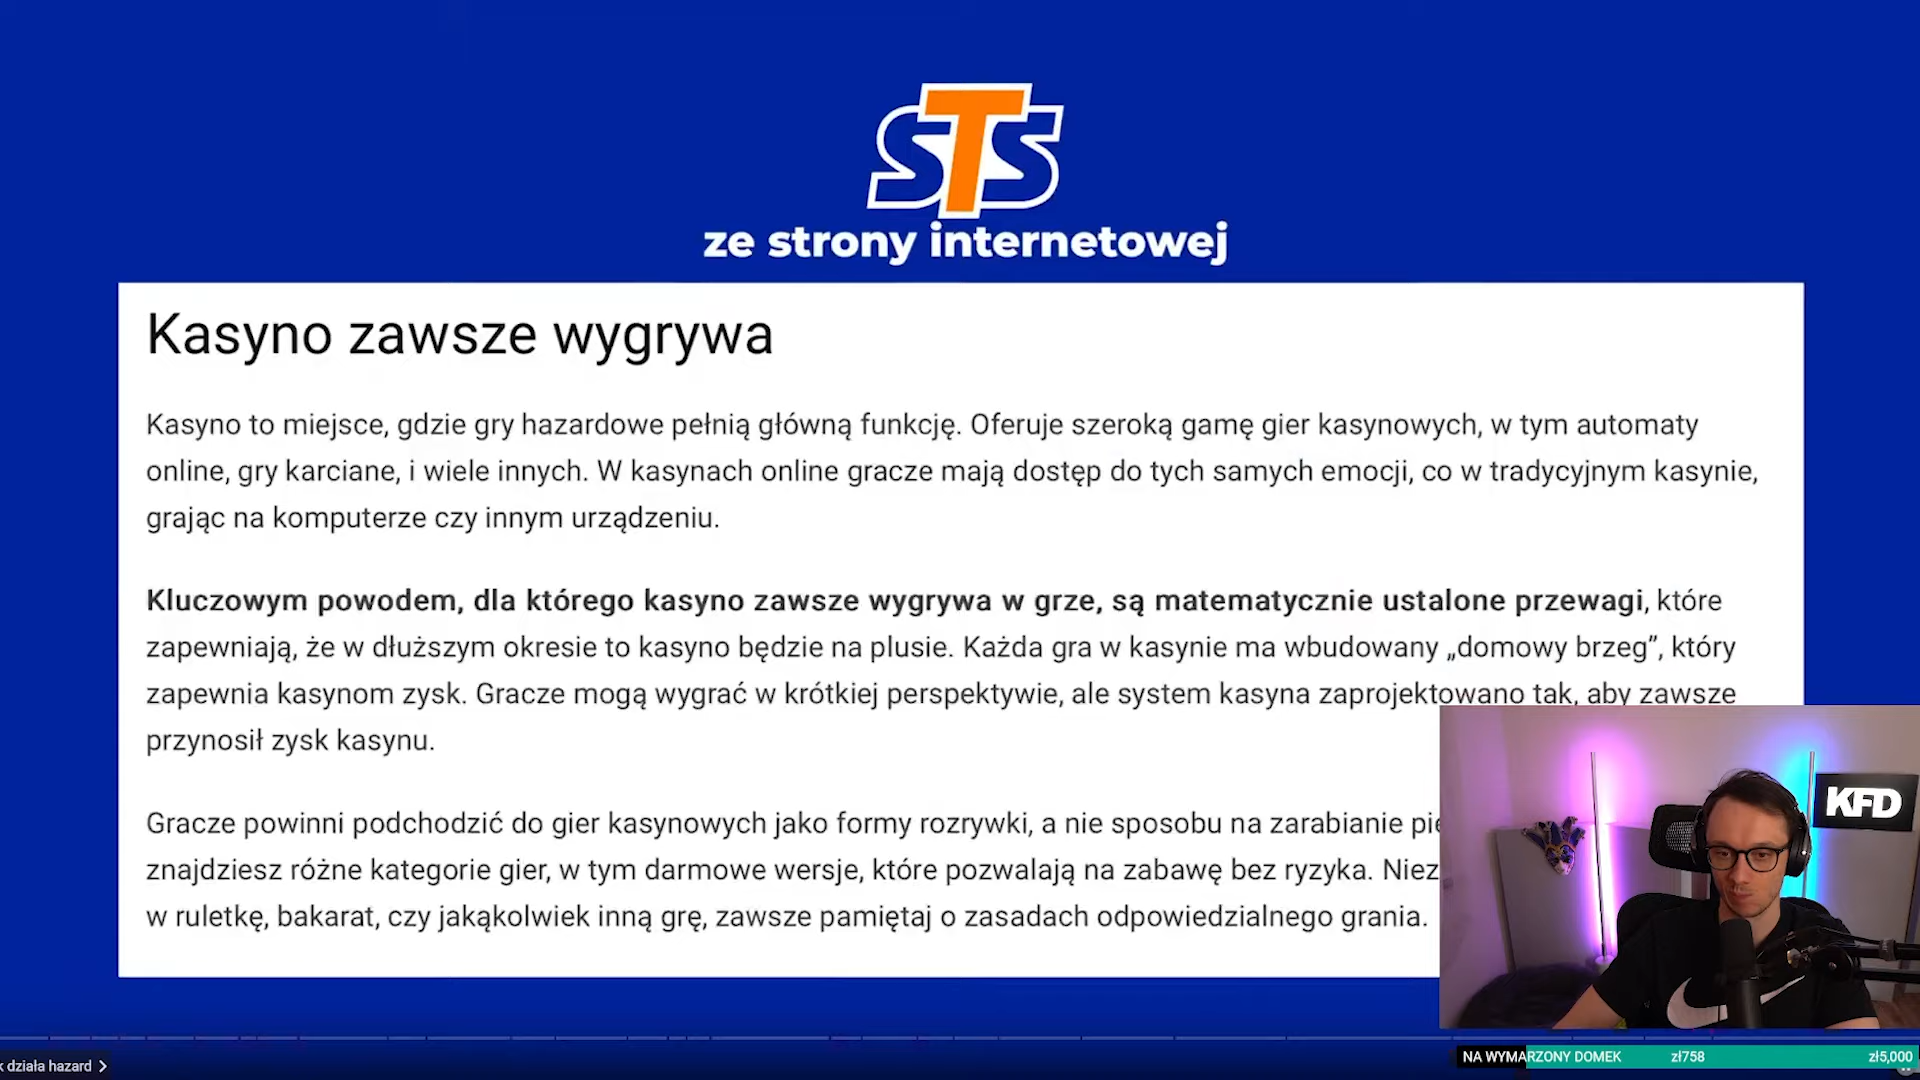 STS
ze strony internetowej
Kasyno zawsze wygrywa
Kasyno to miejsce, gdzie gry hazardowe pełnią główną funkcję. Oferuje szeroką gamę gier kasynowych, w tym automaty
online, gry karciane, i wiele innych. W kasynach online gracze mają dostęp do tych samych emocji, co w tradycyjnym kasynie,
grając na komputerze czy innym urządzeniu.
Kluczowym powodem, dla którego kasyno zawsze wygrywa w grze, są matematycznie ustalone przewagi, które
zapewniają, że w dłuższym okresie to kasyno będzie na plusie. Każda gra w kasynie ma wbudowany „domowy brzeg”, który
zapewnia kasynom zysk. Gracze mogą wygrać w krótkiej perspektywie, ale system kasyna zaprojektowano tak, aby zawsze
przynosił zysk kasynu.
Gracze powinni podchodzić do gier kasynowych jako formy rozrywki, a nie sposobu na zarabianie
znajdziesz różne kategorie gier, w tym darmowe wersje, które pozwalają na zabawę bez ryzyka.
w ruletkę, bakarat, czy jakąkolwiek inną grę, zawsze pamiętaj o zasadach odpowiedzialnego grania.
KFD
działa hazard
NA WYMARZONY DOMEK zł758 zł5,000